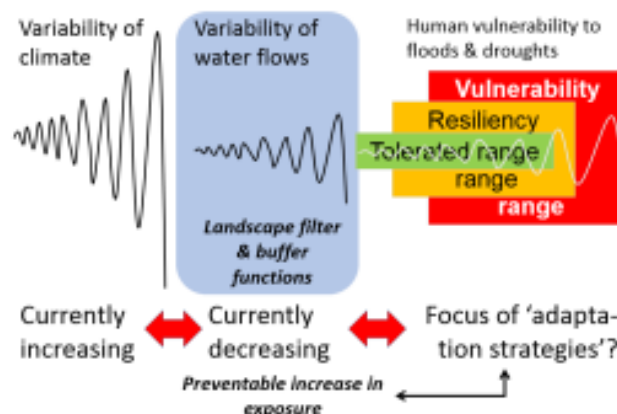 Variability of
climate
Variability of
water flows
Human vulnerability to
floods & droughts
Vulnerability
Resiliency
Tolerated range
range
range
Landscape filter
& buffer
functions
Currently
increasing
Currently
decreasing
Focus of ‘adapta-
tion strategies’?
Preventable increase in
exposure